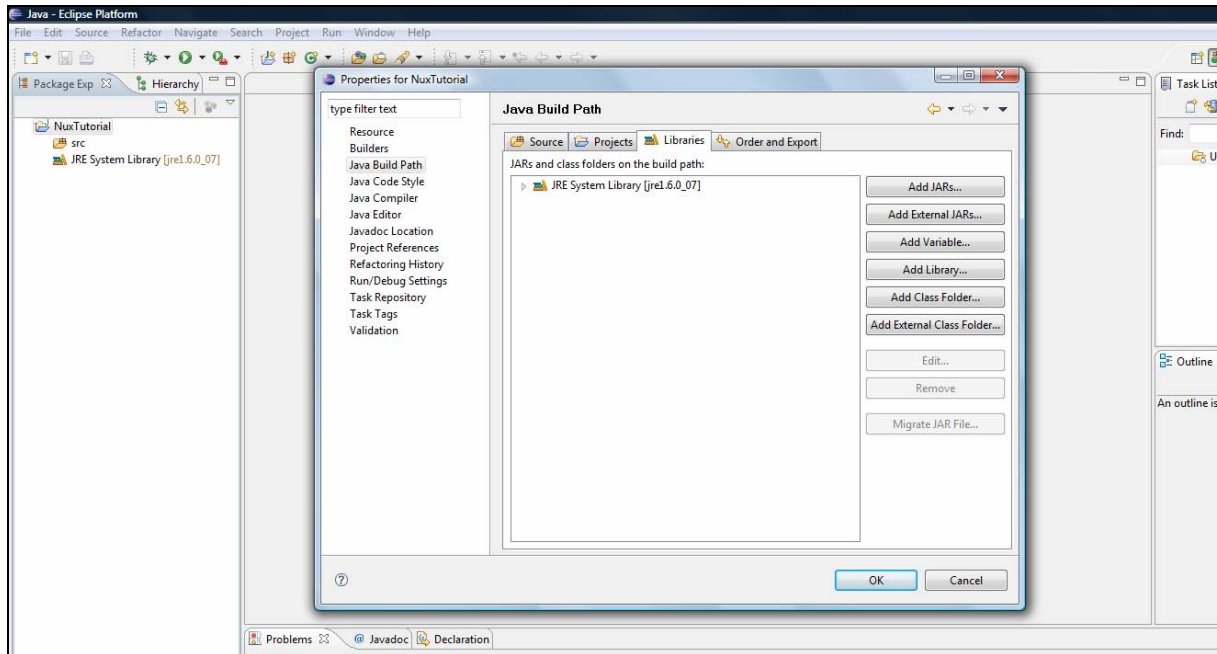 Java - Eclipse Platform
File Edit Source Refactor Navigate Search Project Run Window Help
Package Exp
Hierarchy
NuxTutorial
src
JRE System Library [jre1.6.0_07]
Properties for NuxTutorial
type filter text
Resource
Builders
Java Build Path
Java Code Style
Java Compiler
Java Editor
Javadoc Location
Project References
Refactoring History
Run/Debug Settings
Task Repository
Task Tags
Validation
Java Build Path
Source Projects Libraries Order and Export
JARs and class folders on the build path:
JRE System Library [jre1.6.0_07]
Add JARs...
Add External JARs...
Add Variable...
Add Library...
Add Class Folder...
Add External Class Folder...
Edit...
Remove
Migrate JAR File...
OK Cancel
Task List
Find:
U
Outline
An outline is
Problems @ Javadoc Declaration